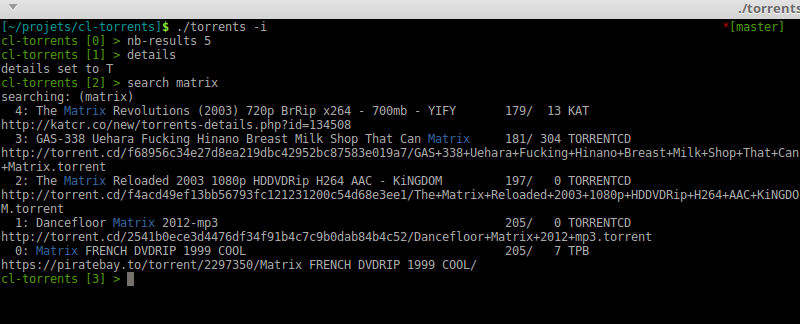 ./torrents
[~/projets/cl-torrents]$ ./torrents -i *[master]
cl-torrents [0] > nb-results 5
cl-torrents [1] > details
details set to T
cl-torrents [2] > search matrix
searching: (matrix)
4: The Matrix Revolutions (2003) 720p BrRip x264 - 700mb - YIFY 179/ 13 KAT
http://katcr.co/new/torrents-details.php?id=134508
3: GAS-338 Uehara Fucking Hinano Breast Milk Shop That Can Matrix 181/ 304 TORRENTCD
http://torrent.cd/f68956c34e27d8ea219dbc42952bc87583e019a7/GAS+338+Uehara+Fucking+Hinano+Breast+Milk+Shop+That+Can
+Matrix.torrent
2: The Matrix Reloaded 2003 1080p HDDVDRip H264 AAC - KiNGDOM 197/ 0 TORRENTCD
http://torrent.cd/f4acd49ef13bb56793fc121231200c54d68e3ee1/The+Matrix+Reloaded+2003+1080p+HDDVDRip+H264+AAC+KiNGDO
M.torrent
1: Dancefloor Matrix 2012-mp3 205/ 0 TORRENTCD
http://torrent.cd/2541b0ece3d4476df34f91b4c7c9b0dab84b4c52/Dancefloor+Matrix+2012+mp3.torrent
0: Matrix FRENCH DVDRIP 1999 COOL 205/ 7 TPB
https://piratebay.to/torrent/2297350/Matrix FRENCH DVDRIP 1999 COOL/
cl-torrents [3] >